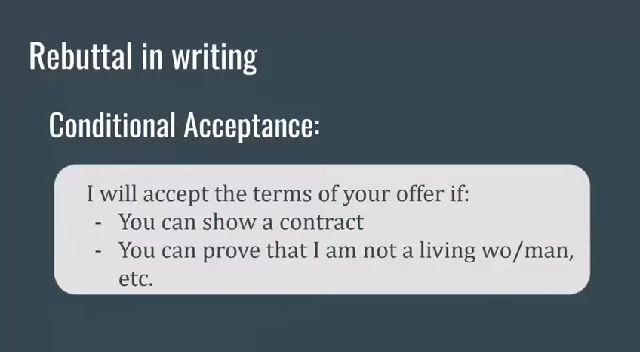 Rebuttal in writing
Conditional Acceptance:
I will accept the terms of your offer if:
- You can show a contract
- You can prove that I am not a living wo/man,
etc.